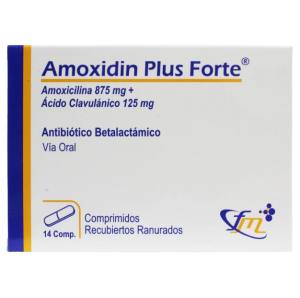 Amoxidin Plus Forte®
Amoxicilina 875 mg +
Ácido Clavulánico 125 mg
Antibiótico Betalactámico
Vía Oral
14 Comp.
Comprimidos
Recubiertos Ranurados
fm